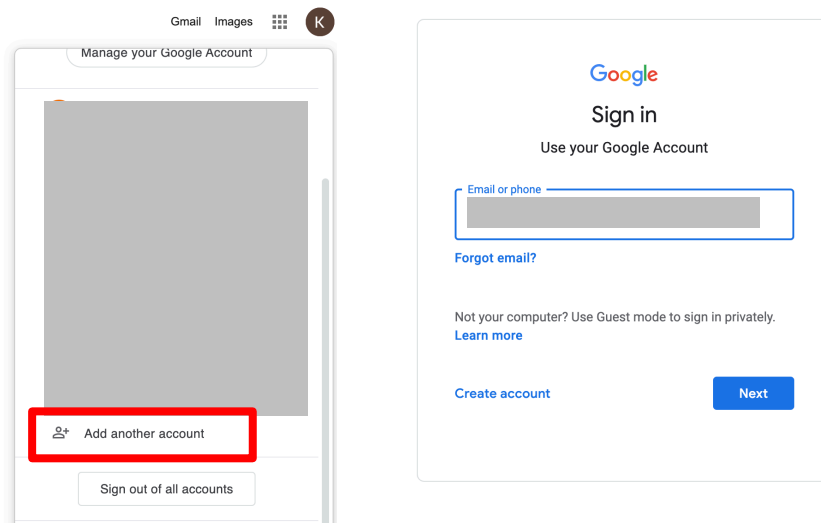 Gmail Images
K
Manage your Google Account
Add another account
Sign out of all accounts
Google
Sign in
Use your Google Account
Email or phone
Forgot email?
Not your computer? Use Guest mode to sign in privately.
Learn more
Create account
Next